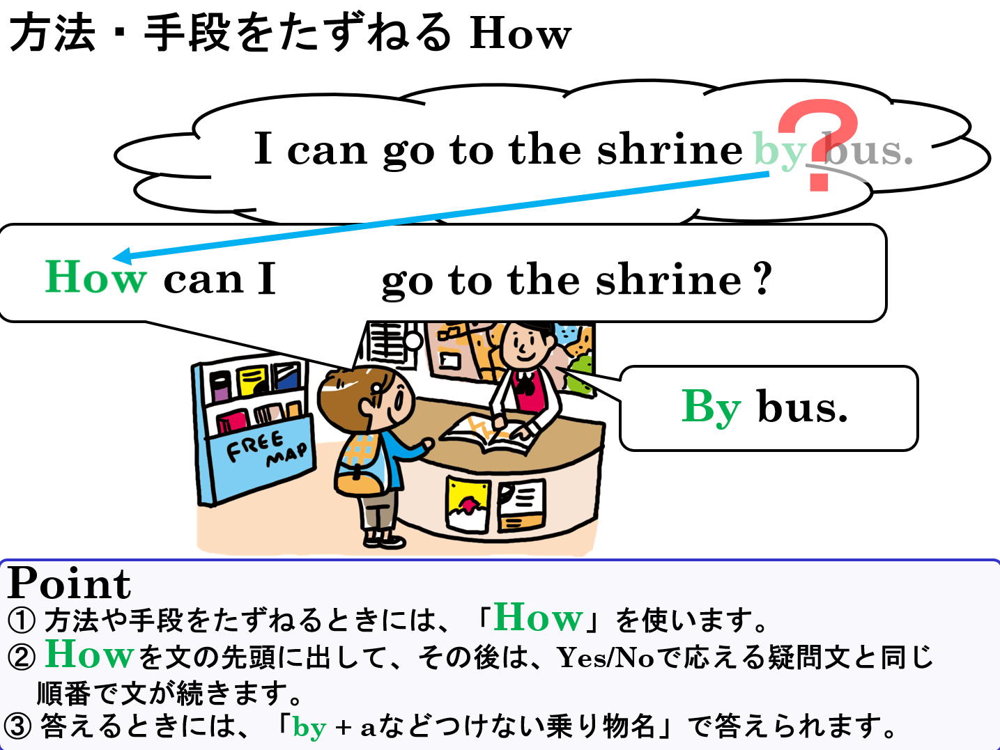 方法・手段をたずねる How
I can go to the shrine by bus.
?
How can I go to the shrine ?
By bus.
FREE
MAP
Point
① 方法や手段をたずねるときには、「How」を使います。
② Howを文の先頭に出して、その後は、Yes/Noで応える疑問文と同じ
順番で文が続きます。
③ 答えるときには、「by + aなどつけない乗り物名」で答えられます。